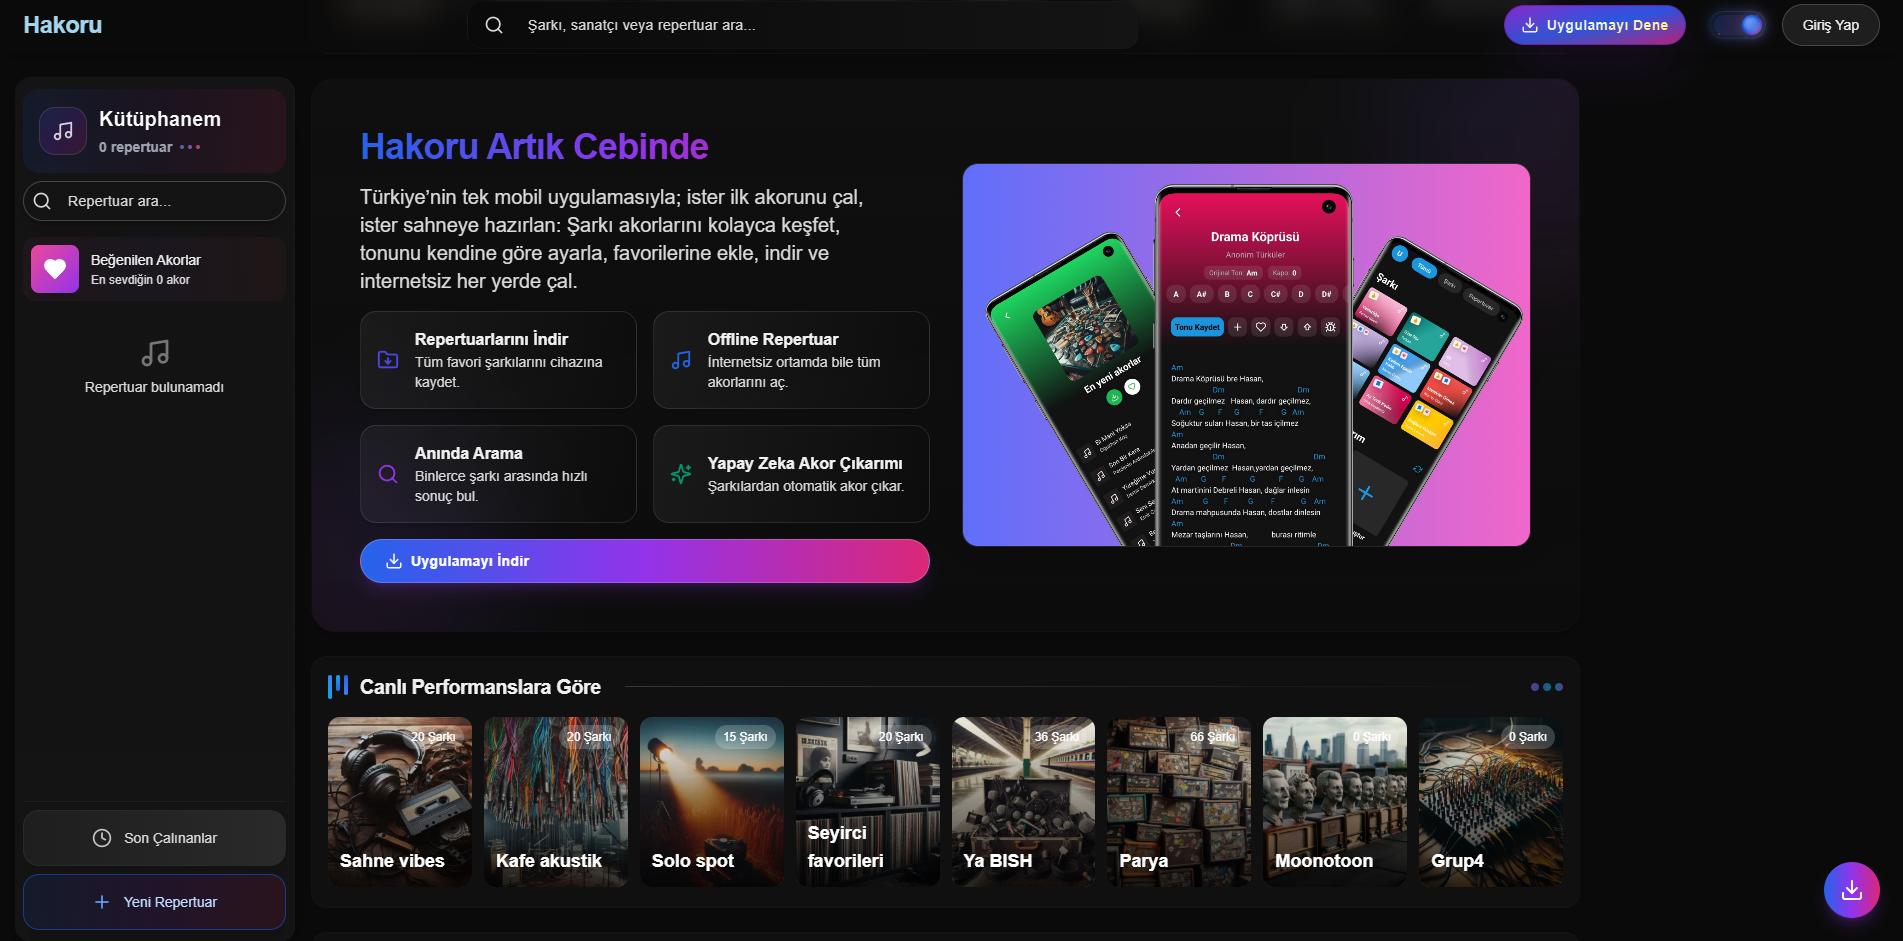 Hakoru
Şarkı, sanatçı veya repertuar ara...
Uygulamayı Dene
Giriş Yap
Kütüphanem
0 repertuar
Repertuar ara...
Beğenilen Akorlar
En sevdiğin 0 akor
Repertuar bulunamadı
Son Çalınanlar
Yeni Repertuar
Hakoru Artık Cebinde
Türkiye’nin tek mobil uygulamasıyla; ister ilk akorunu çal,
ister sahneye hazırlan: Şarkı akorlarını kolayca keşfet,
tonunu kendine göre ayarla, favorilerine ekle, indir ve
internetsiz her yerde çal.
Repertuarlarını İndir
Tüm favori şarkılarını cihazına
kaydet.
Offline Repertuar
İnternetsiz ortamda bile tüm
akorlarını aç.
Anında Arama
Binlerce şarkı arasında hızlı
sonuç bul.
Yapay Zeka Akor Çıkarımı
Şarkılardan otomatik akor çıkar.
Uygulamayı İndir
En yeni akorlar
Drama Köprüsü
Anonim Türküler
Orijinal Ton: Am
Kapo: 0
A A# B C C# D D#
Tonu Kaydet
Am
Drama Köprüsü bre Hasan,
Dm Dm
Dardır geçilmez Hasan, dardır geçilmez,
Am G F G F G Am
Soğuktur suları Hasan, bir tas içilmez
Am
Anadan geçilir Hasan,
Dm Dm
Yardan geçilmez Hasan,yardan geçilmez,
Am G F G F G Am
At martinini Debreli Hasan, dağlar inlesin
Am G F G F G Am
Drama mahpusunda Hasan, dostlar dinlesin
Am
Mezar taşlarını Hasan, burası ritimle
Dm Dm
U
Tümü
Şarkı
Şarkı
Canlı Performanslara Göre
20 Şarkı
Sahne vibes
20 Şarkı
Kafe akustik
15 Şarkı
Solo spot
20 Şarkı
Seyirci
favorileri
36 Şarkı
Ya BISH
66 Şarkı
Parya
0 Şarkı
Moonotoon
0 Şarkı
Grup4